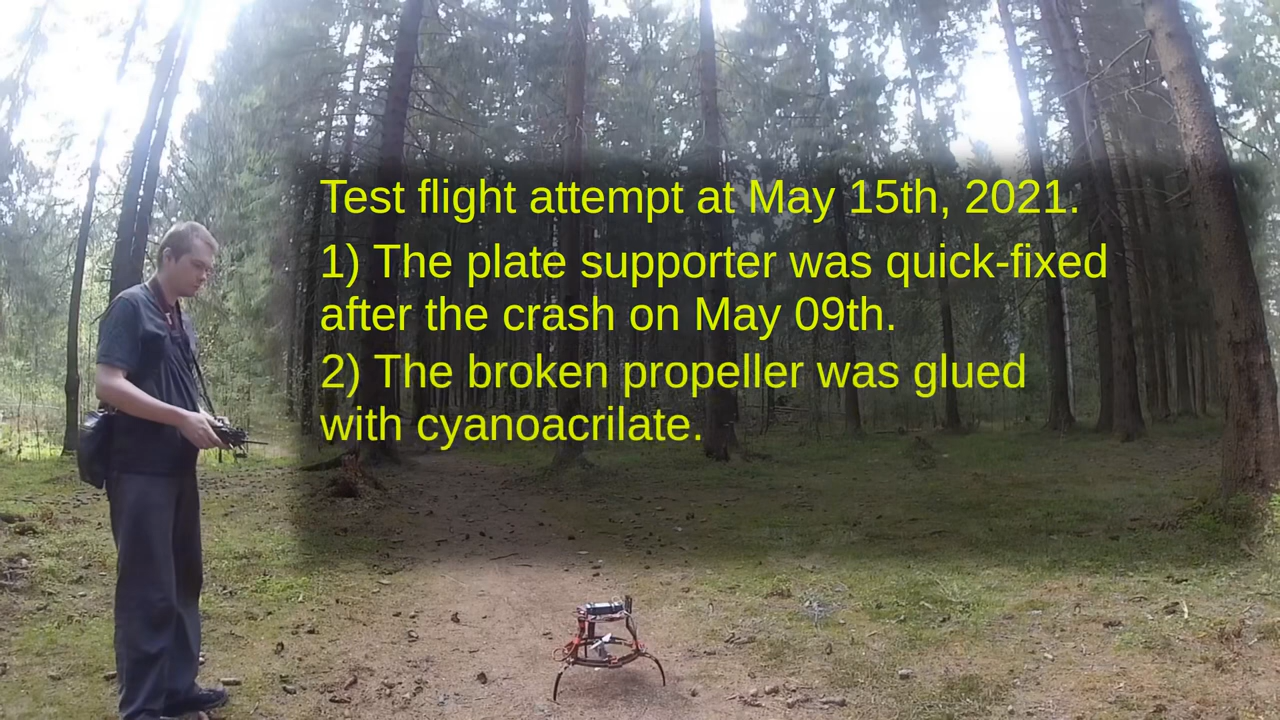 Test flight attempt at May 15th, 2021.
1) The plate supporter was quick-fixed
after the crash on May 09th.
2) The broken propeller was glued
with cyanoacrilate.